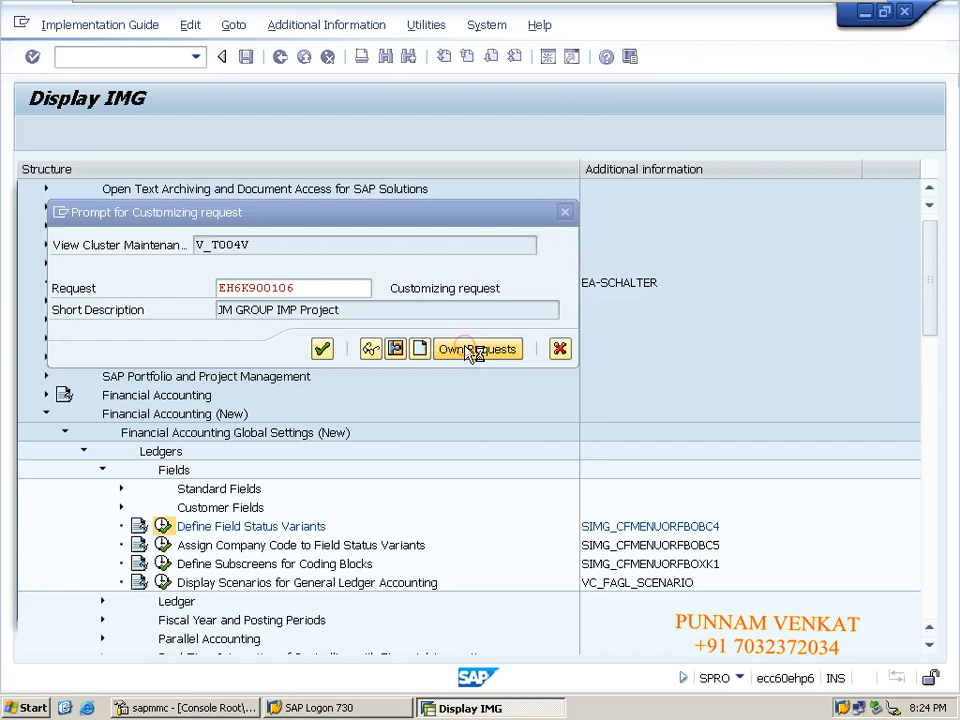 Implementation Guide Edit Goto Additional Information Utilities System Help
Display IMG
Structure Additional information
Open Text Archiving and Document Access for SAP Solutions
Prompt for Customizing request
View Cluster Maintenan... V_T004V
EA-SCHALTER
Request EH6K900106 Customizing request
Short Description JM GROUP IMP Project
Own Requests
SAP Portfolio and Project Management
Financial Accounting
Financial Accounting (New)
Financial Accounting Global Settings (New)
Ledgers
Fields
Standard Fields
Customer Fields
Define Field Status Variants SIMG_CFMENUORFBOBC4
Assign Company Code to Field Status Variants SIMG_CFMENUORFBOBC5
Define Subscreens for Coding Blocks SIMG_CFMENUORFBOXK1
Display Scenarios for General Ledger Accounting VC_FAGL_SCENARIO
Ledger
Fiscal Year and Posting Periods
Parallel Accounting
PUNNAM VENKAT
+91 7032372034
SAP SPRO ecc60ehp6 INS
Start sapmmc - [Console Root\... SAP Logon 730 Display IMG 8:24 PM